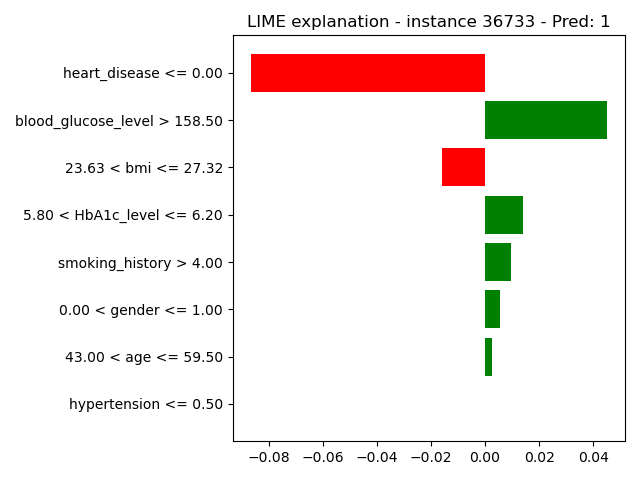 LIME explanation - instance 36733 - Pred: 1
heart_disease <= 0.00
blood_glucose_level > 158.50
23.63 < bmi <= 27.32
5.80 < HbA1c_level <= 6.20
smoking_history > 4.00
0.00 < gender <= 1.00
43.00 < age <= 59.50
hypertension <= 0.50
−0.08 −0.06 −0.04 −0.02 0.00 0.02 0.04